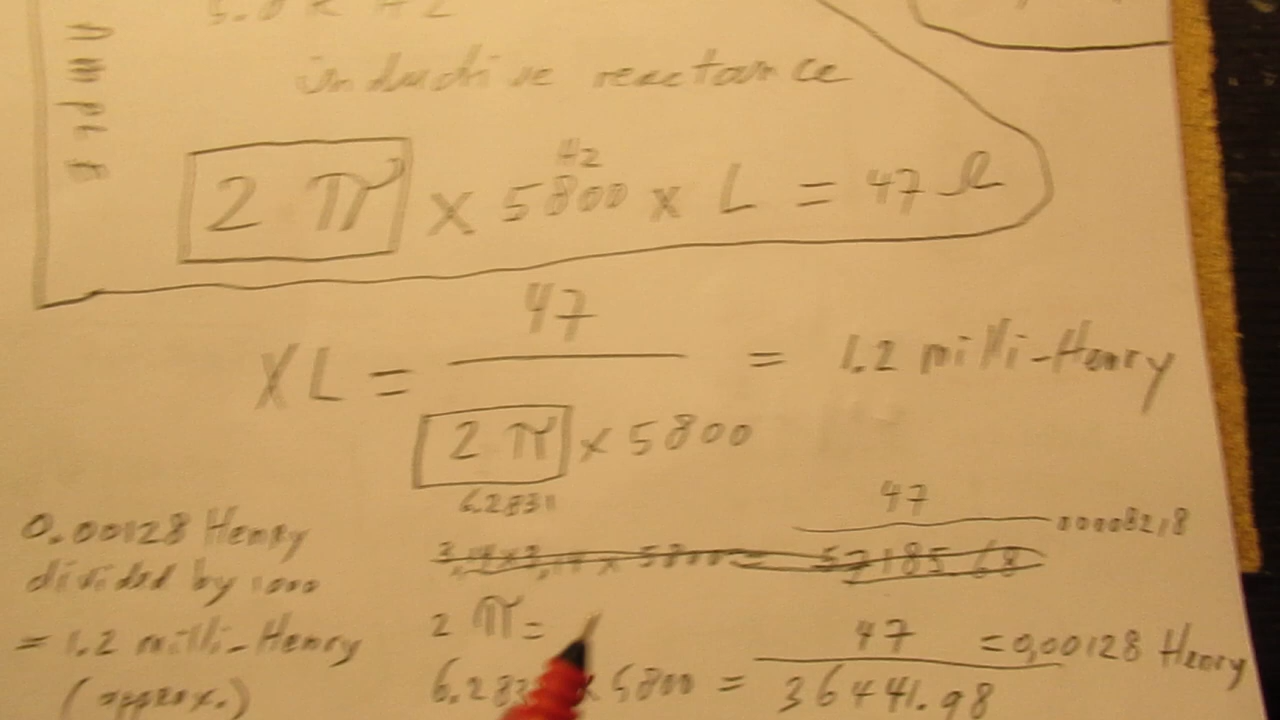 inductive reactance
Hz
2 π x 5800 x L = 47 Ω
47
XL = = 1.2 milli-Henry
2 π x 5800
6.2831
47
0.00128 Henry
divided by 1000
= 1.2 milli-Henry
(approx.)
2 π =
x 5800 =
47 = 0,00128 Henry
36441.98